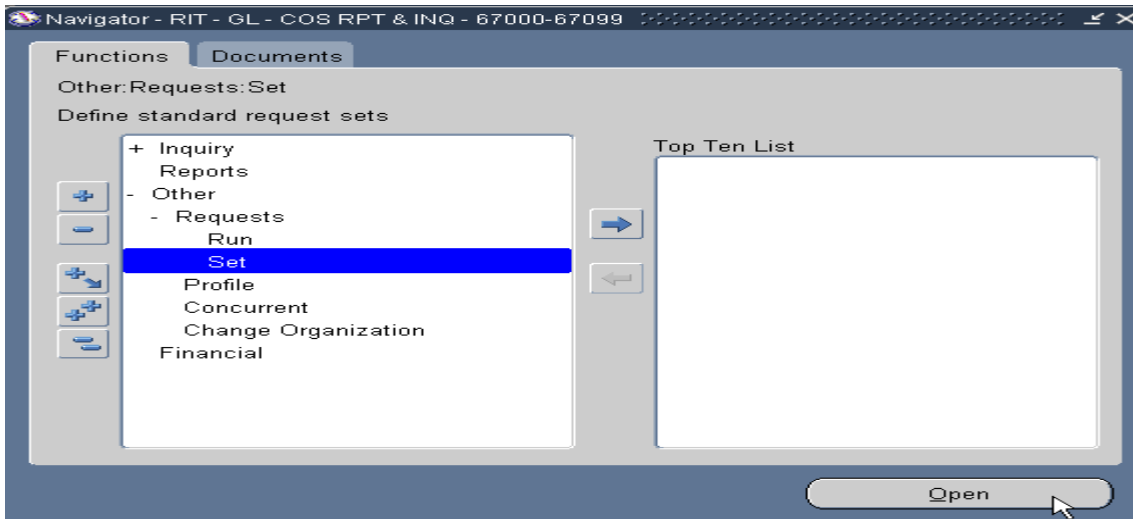 Navigator - RIT - GL - COS RPT & INQ - 67000-67099
Functions
Documents
Other:Requests:Set
Define standard request sets
+ Inquiry
Reports
- Other
- Requests
Run
Set
Profile
Concurrent
Change Organization
Financial
Top Ten List
Open